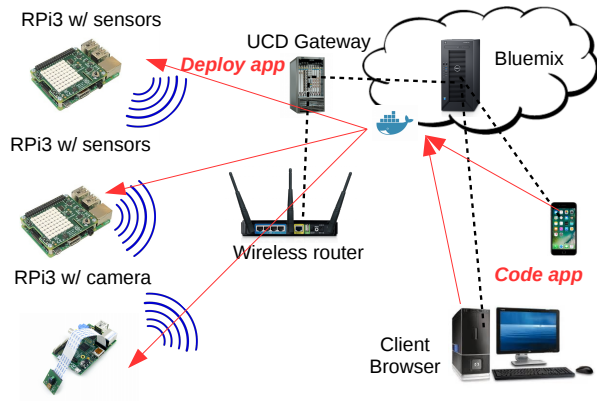 RPi3 w/ sensors
UCD Gateway
Deploy app
Bluemix
RPi3 w/ sensors
Wireless router
RPi3 w/ camera
Code app
Client
Browser